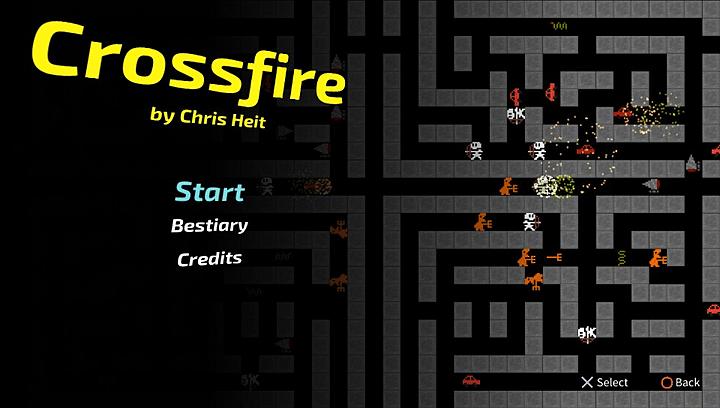 Crossfire
by Chris Heit
Start
Bestiary
Credits
Select
Back